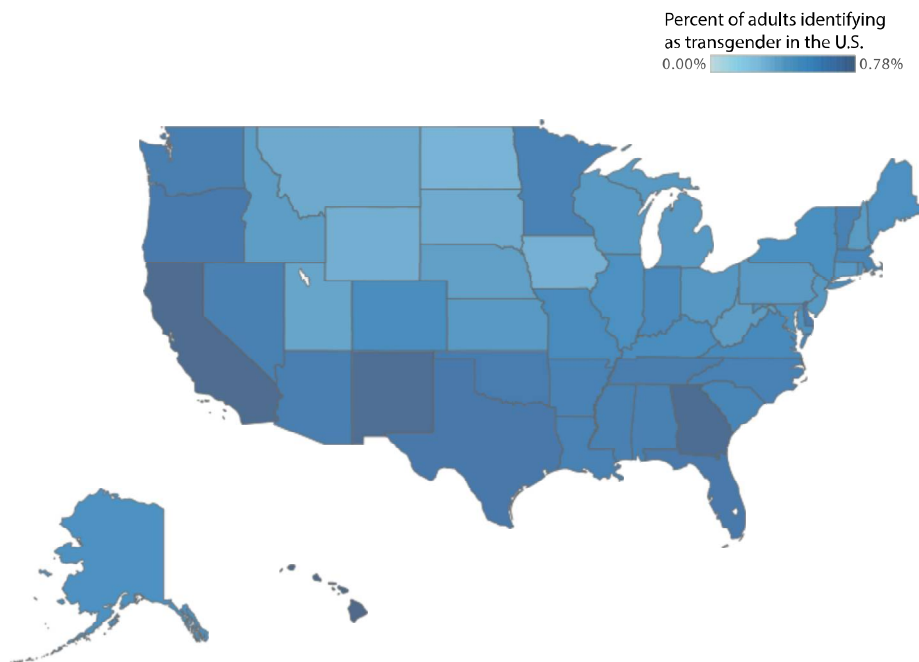 Percent of adults identifying
as transgender in the U.S.
0.00% 0.78%